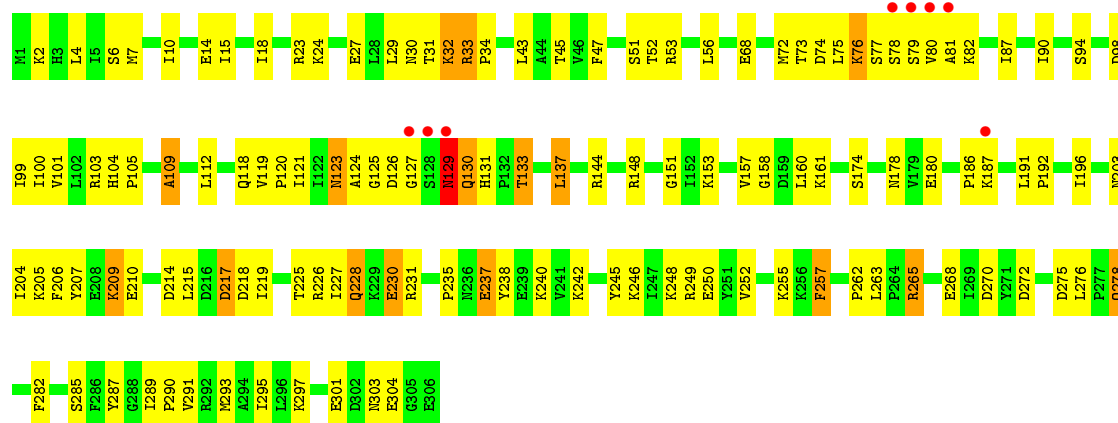 M1 K2 H3 L4 I5 S6 M7 I10 E14 I15 I18 R23 K24 E27 L28 L29 N30 T31 K32 R33 P34 L43 A44 T45 V46 F47 S51 T52 R53 L56 E68 M72 T73 D74 L75 K76 S77 S78 S79 V80 A81 K82 I87 I90 S94
I99 I100 V101 L102 R103 H104 P105 A109 L112 Q118 V119 P120 I121 I122 N123 A124 G125 D126 G127 S128 N129 Q130 H131 P132 T133 L137 R144 R148 G151 I152 K153 V157 G158 D159 L160 K161 S174 N178 V179 E180 P186 K187 L191 P192 I196 N203
I204 K205 F206 Y207 E208 K209 E210 D214 L215 D216 D217 D218 I219 T225 R226 I227 Q228 K229 E230 R231 P235 N236 E237 Y238 E239 K240 V241 K242 Y245 K246 I247 K248 R249 E250 Y251 V252 K255 K256 F257 P262 L263 P264 R265 E268 I269 D270 Y271 D272 D275 L276 P277
F282 S285 F286 Y287 G288 I289 P290 V291 R292 M293 A294 I295 L296 K297 E301 D302 N303 E304 G305 E306